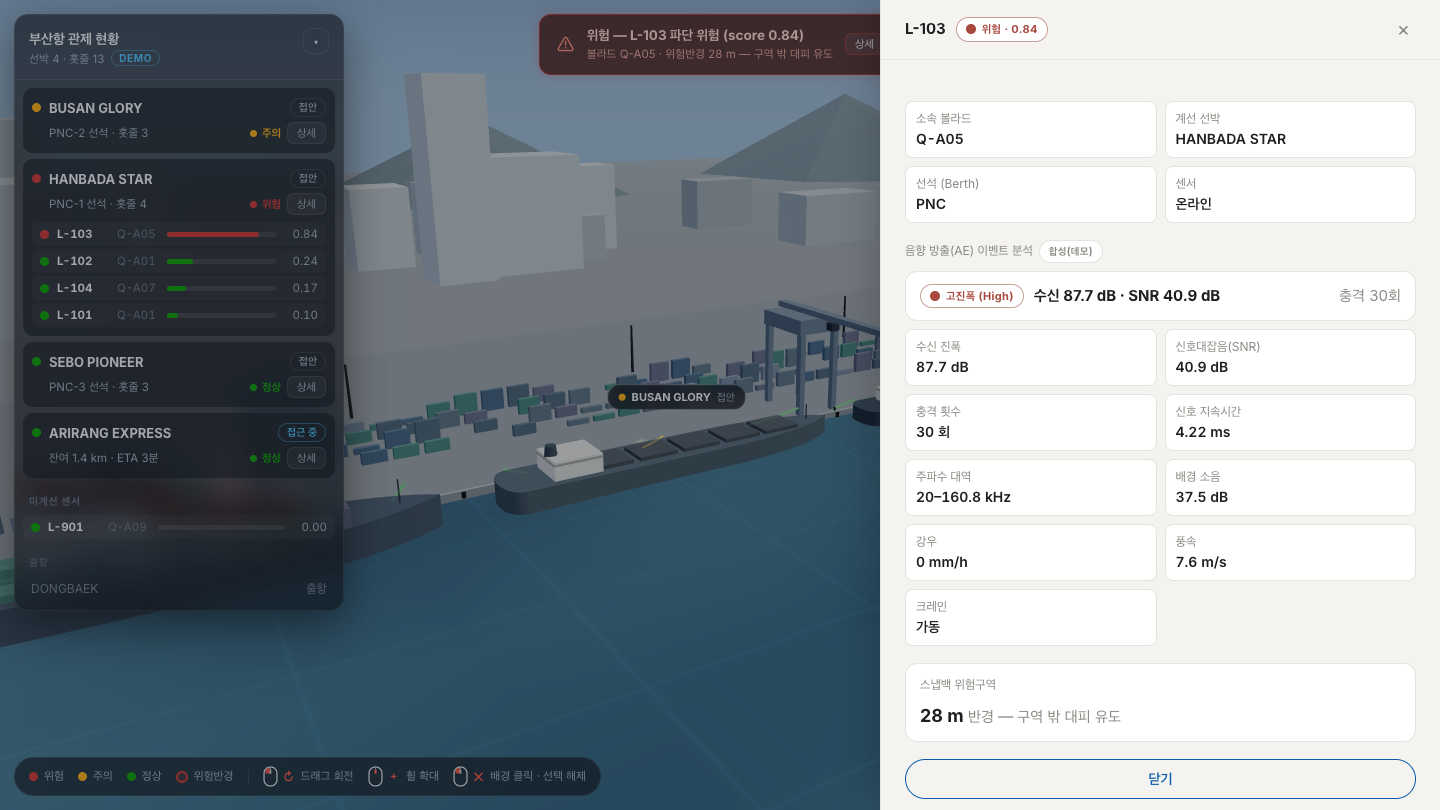 부산항 관제 현황
선박 4 · 홋줄 13 DEMO
BUSAN GLORY 접안
PNC-2 선석 · 홋줄 3 주의 상세
HANBADA STAR 접안
PNC-1 선석 · 홋줄 4 위험 상세
L-103 Q-A05 0.84
L-102 Q-A01 0.24
L-104 Q-A07 0.17
L-101 Q-A01 0.10
SEBO PIONEER 접안
PNC-3 선석 · 홋줄 3 정상 상세
ARIRANG EXPRESS 접근 중
잔여 1.4 km · ETA 3분 정상 상세
미계선 센서
L-901 Q-A09 0.00
출항
DONGBAEK 출항
위험 — L-103 파단 위험 (score 0.84)
볼라드 Q-A05 · 위험반경 28 m — 구역 밖 대피 유도
상세
BUSAN GLORY 접안
위험 주의 정상 위험반경 드래그 회전 + 휠 확대 배경 클릭 · 선택 해제
L-103 위험 · 0.84
소속 볼라드
Q-A05
계선 선박
HANBADA STAR
선석 (Berth)
PNC
센서
온라인
음향 방출(AE) 이벤트 분석 합성(데모)
고진폭 (High) 수신 87.7 dB · SNR 40.9 dB 충격 30회
수신 진폭
87.7 dB
신호대잡음(SNR)
40.9 dB
충격 횟수
30 회
신호 지속시간
4.22 ms
주파수 대역
20–160.8 kHz
배경 소음
37.5 dB
강우
0 mm/h
풍속
7.6 m/s
크레인
가동
스냅백 위험구역
28 m 반경 — 구역 밖 대피 유도
닫기